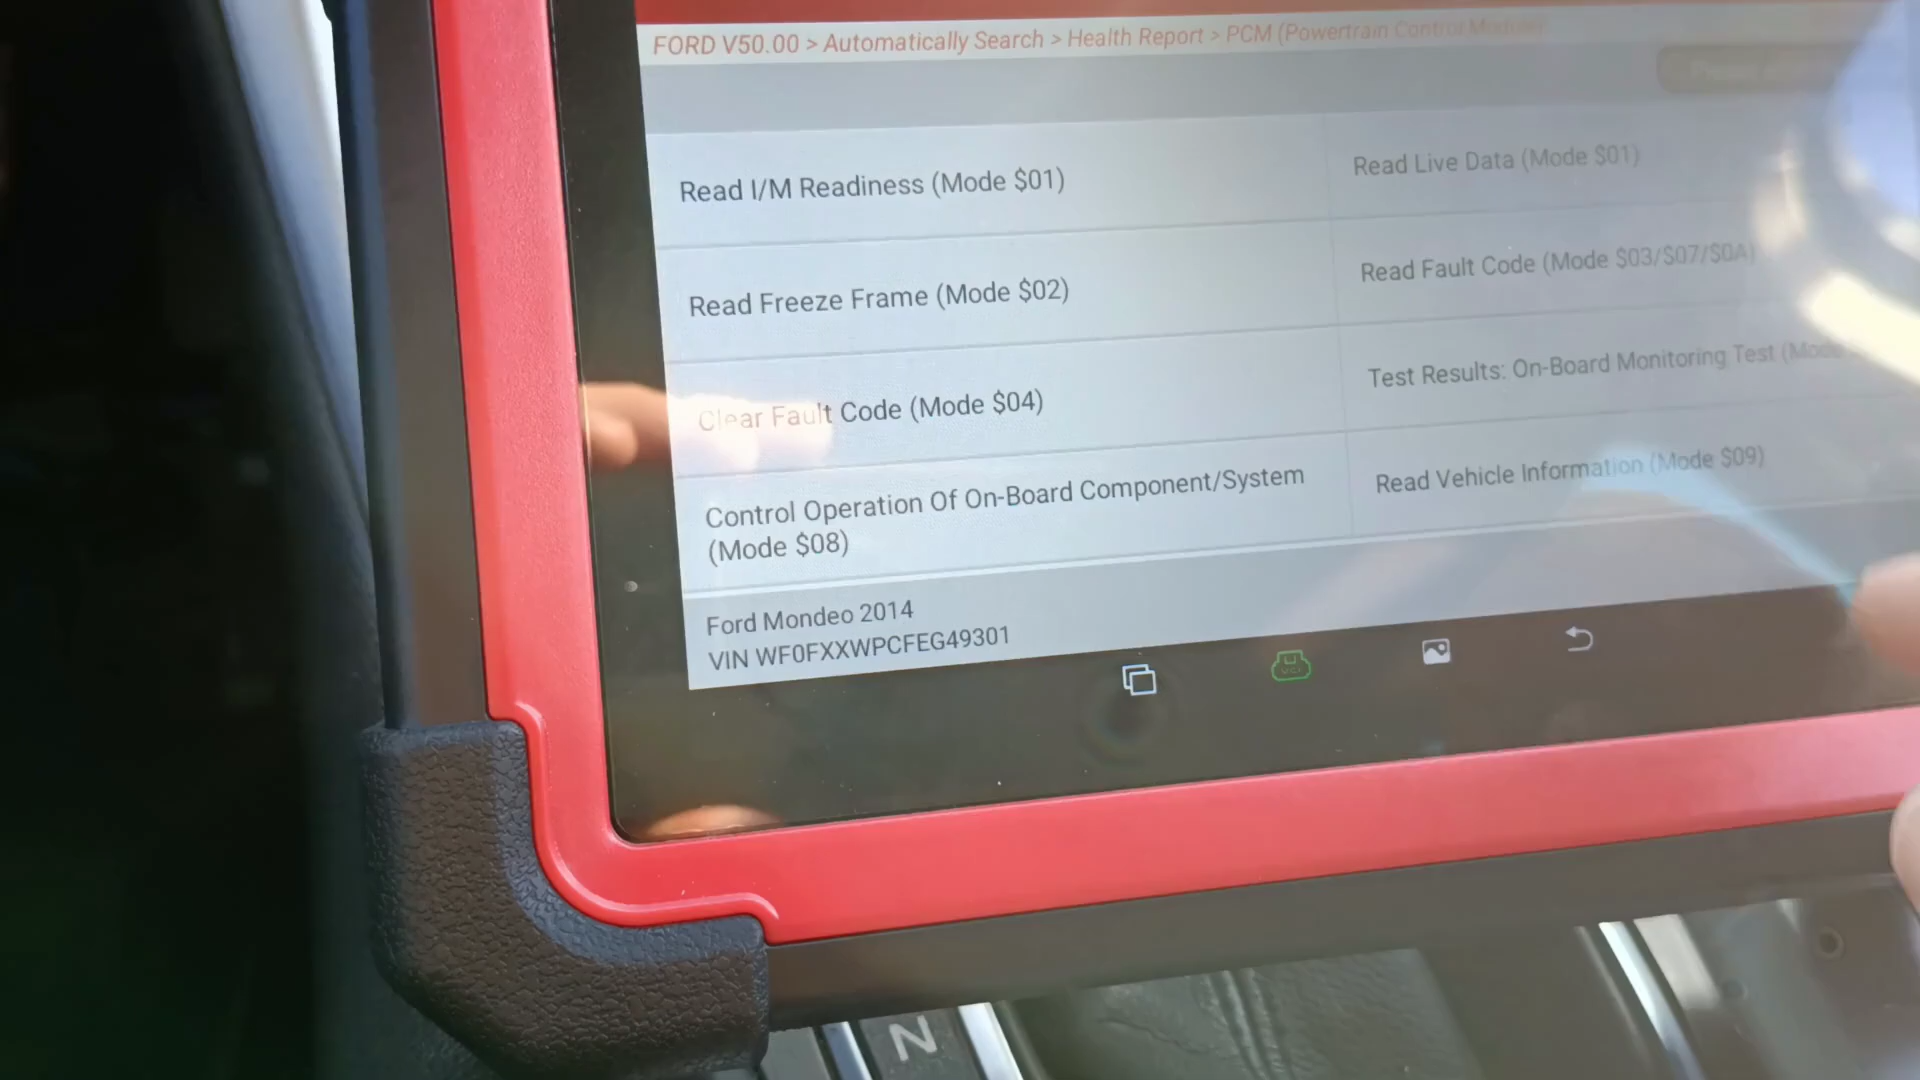 FORD V50.00 > Automatically Search > Health Report > PCM (Powertrain Control Module)
Read I/M Readiness (Mode $01)
Read Live Data (Mode $01)
Read Freeze Frame (Mode $02)
Read Fault Code (Mode $03/$07/$0A)
Clear Fault Code (Mode $04)
Test Results: On-Board Monitoring Test (Mode
Control Operation Of On-Board Component/System
(Mode $08)
Read Vehicle Information (Mode $09)
Ford Mondeo 2014
VIN WF0FXXWPCFEG49301
VCI
N